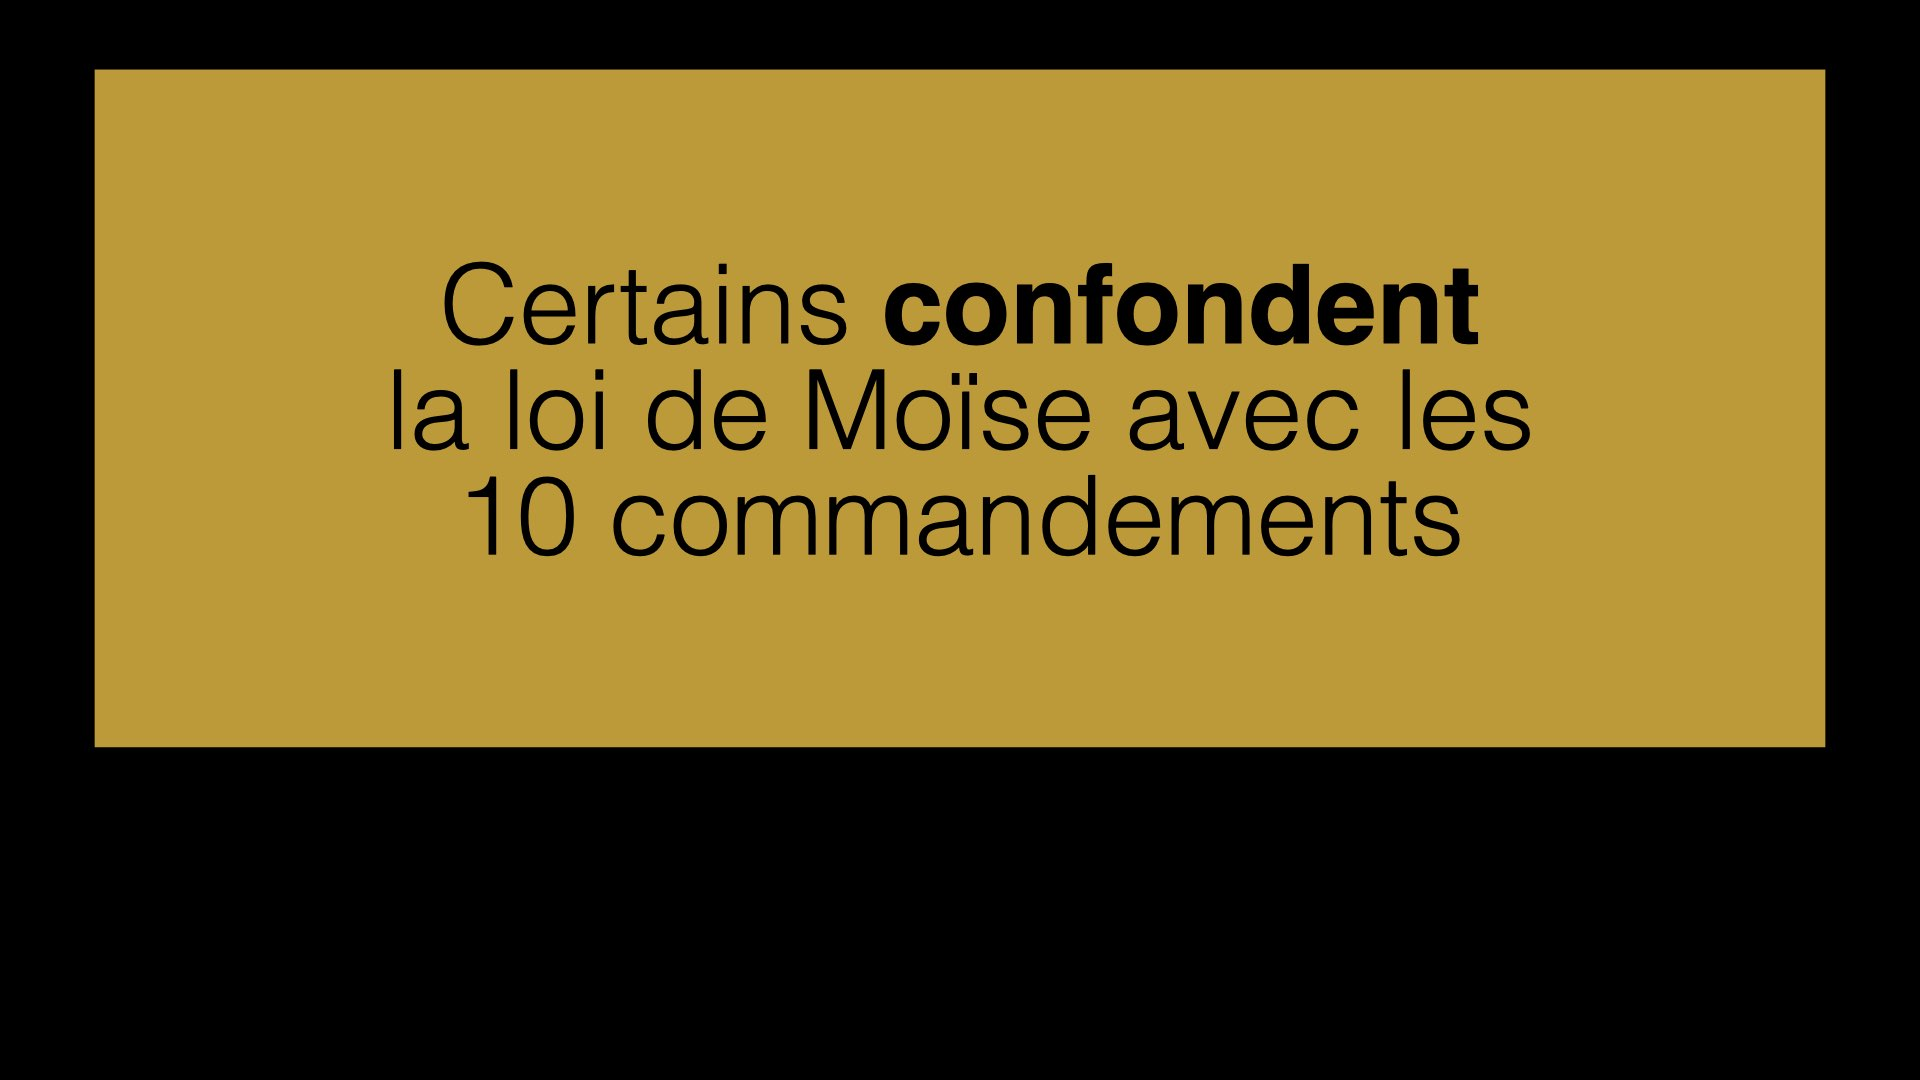 Certains confondent
la loi de Moïse avec les
10 commandements